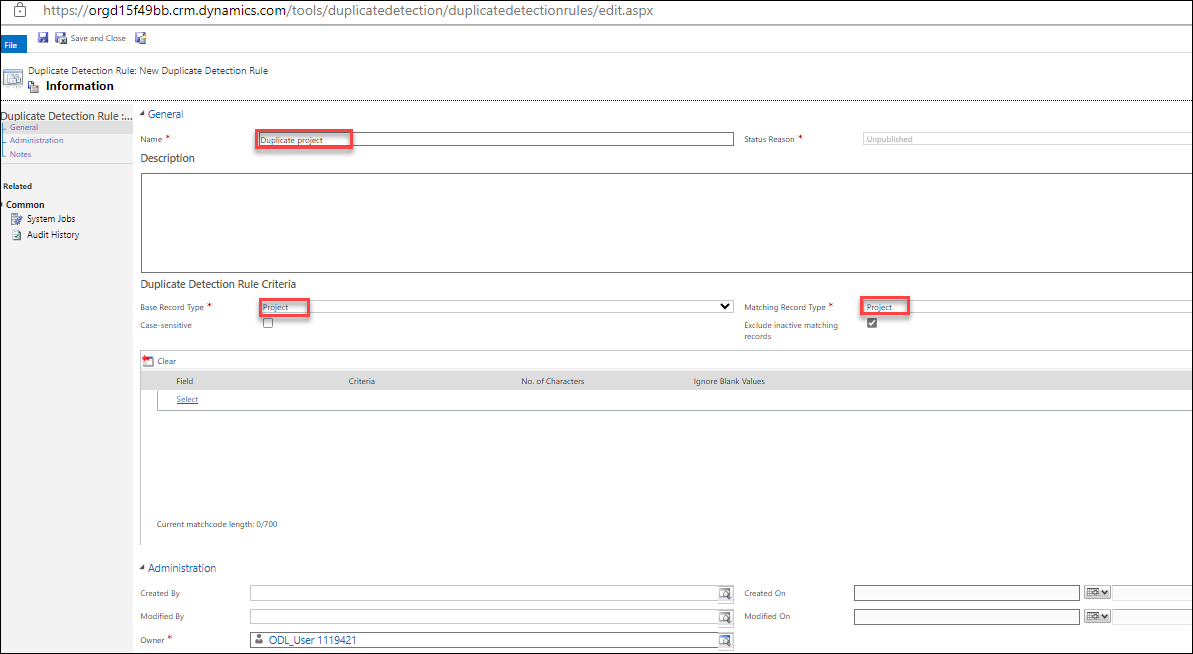 https://orgd15f49bb.crm.dynamics.com/tools/duplicatedetection/duplicatedetectionrules/edit.aspx
File Save and Close
Duplicate Detection Rule: New Duplicate Detection Rule
Information
Duplicate Detection Rule :...
General
Administration
Notes
Related
Common
System Jobs
Audit History
General
Name * Duplicate project Status Reason * Unpublished
Description
Duplicate Detection Rule Criteria
Base Record Type * Project Matching Record Type * Project
Case-sensitive Exclude inactive matching
records
Clear
Field Criteria No. of Characters Ignore Blank Values
Select
Current matchcode length: 0/700
Administration
Created By Created On
Modified By Modified On
Owner * ODL_User 1119421